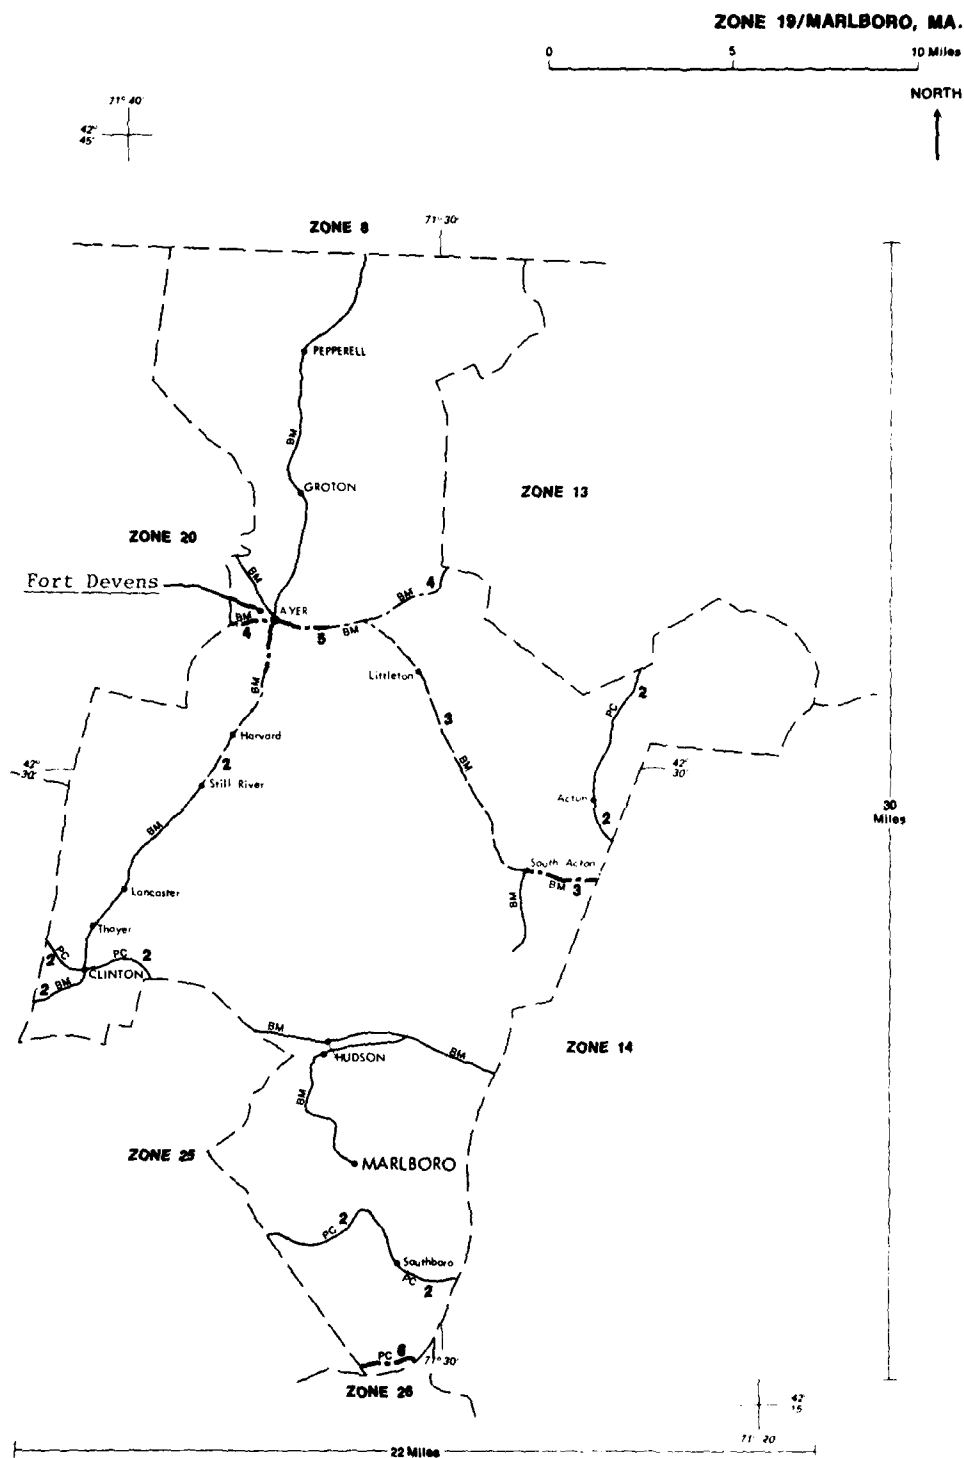 ZONE 19/MARLBORO, MA.
0 5 10 Miles
NORTH
71° 40'
42°
45'
ZONE 8
71° 30'
PEPPERELL
BM
GROTON
ZONE 13
ZONE 20
BM
Fort Devens
BM 4
AYER
BM
4
5
BM
BM
Littleton
2
PC
3
Harvard
BM
2
42°
30'
42°
30'
Still River
Acton
30
Miles
2
BM
South Acton
BM
3
Lancaster
BM
Thayer
PC
2
PC 2
CLINTON
2 BM
BM
HUDSON
BM
ZONE 14
BM
ZONE 25
MARLBORO
PC 2
Southboro
PC
2
PC 6
71° 30'
ZONE 26
42
15
71° 20
22 Miles